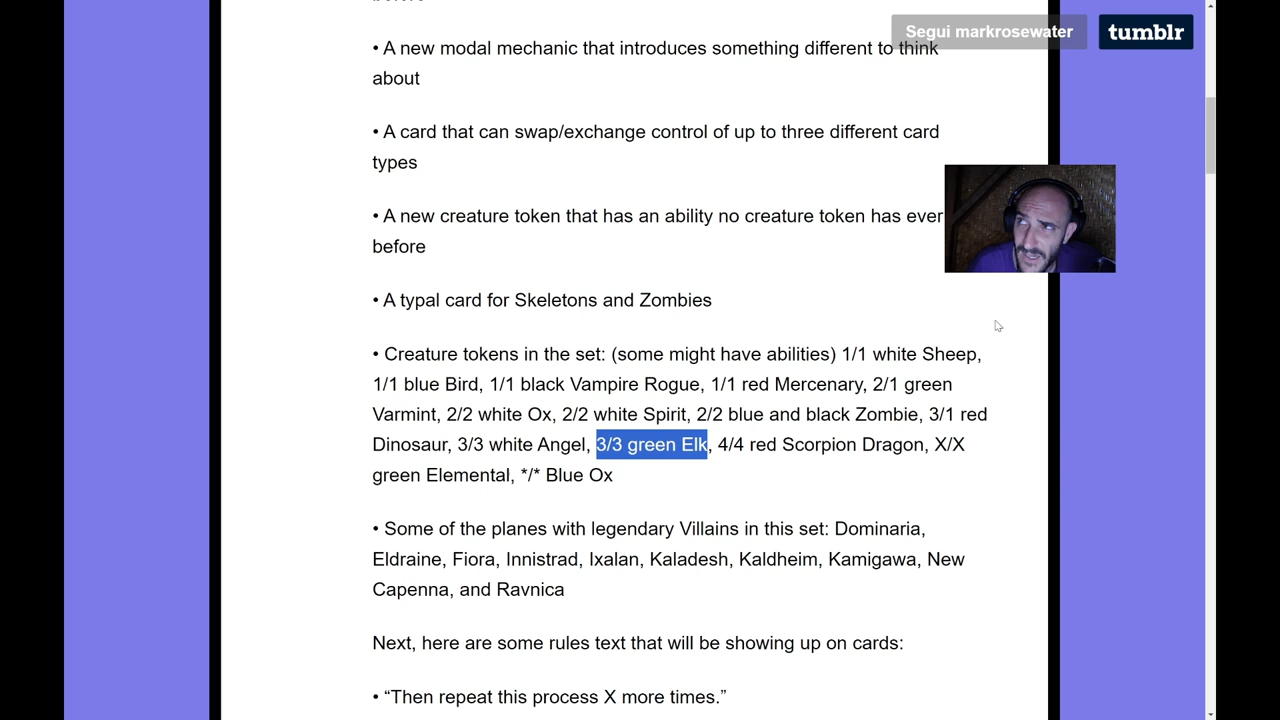 Segui markrosewater
tumblr
• A new modal mechanic that introduces something different to think
about
• A card that can swap/exchange control of up to three different card
types
• A new creature token that has an ability no creature token has ever
before
• A typal card for Skeletons and Zombies
• Creature tokens in the set: (some might have abilities) 1/1 white Sheep,
1/1 blue Bird, 1/1 black Vampire Rogue, 1/1 red Mercenary, 2/1 green
Varmint, 2/2 white Ox, 2/2 white Spirit, 2/2 blue and black Zombie, 3/1 red
Dinosaur, 3/3 white Angel, 3/3 green Elk, 4/4 red Scorpion Dragon, X/X
green Elemental, */* Blue Ox
• Some of the planes with legendary Villains in this set: Dominaria,
Eldraine, Fiora, Innistrad, Ixalan, Kaladesh, Kaldheim, Kamigawa, New
Capenna, and Ravnica
Next, here are some rules text that will be showing up on cards:
• “Then repeat this process X more times.”